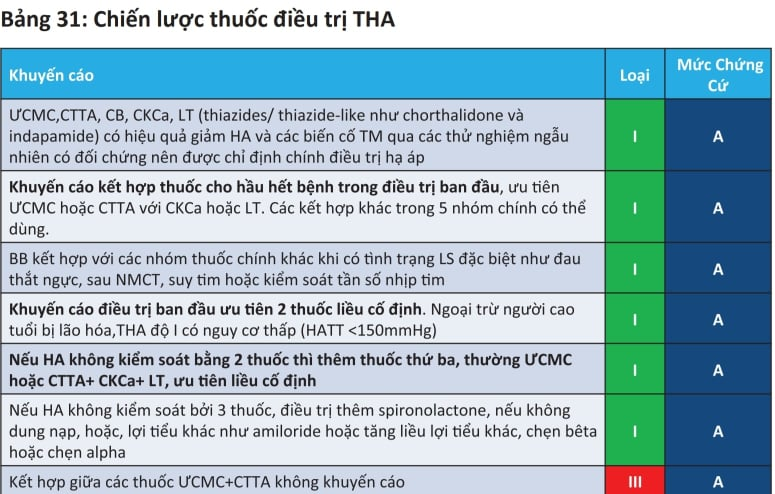 Bảng 31: Chiến lược thuốc điều trị THA
Khuyến cáo
Loại
Mức Chứng
Cứ
ƯCMC,CTTA, CB, CKCa, LT (thiazides/ thiazide-like như chorthalidone và
indapamide) có hiệu quả giảm HA và các biến cố TM qua các thử nghiệm ngẫu
nhiên có đối chứng nên được chỉ định chính điều trị hạ áp
I
A
Khuyến cáo kết hợp thuốc cho hầu hết bệnh trong điều trị ban đầu, ưu tiên
ƯCMC hoặc CTTA với CKCa hoặc LT. Các kết hợp khác trong 5 nhóm chính có thể
dùng.
I
A
BB kết hợp với các nhóm thuốc chính khác khi có tình trạng LS đặc biệt như đau
thắt ngực, sau NMCT, suy tim hoặc kiểm soát tần số nhịp tim
I
A
Khuyến cáo điều trị ban đầu ưu tiên 2 thuốc liều cố định. Ngoại trừ người cao
tuổi bị lão hóa,THA độ I có nguy cơ thấp (HATT <150mmHg)
I
A
Nếu HA không kiểm soát bằng 2 thuốc thì thêm thuốc thứ ba, thường ƯCMC
hoặc CTTA+ CKCa+ LT, ưu tiên liều cố định
I
A
Nếu HA không kiểm soát bởi 3 thuốc, điều trị thêm spironolactone, nếu không
dung nạp, hoặc, lợi tiểu khác như amiloride hoặc tăng liều lợi tiểu khác, chẹn bêta
hoặc chẹn alpha
I
A
Kết hợp giữa các thuốc ƯCMC+CTTA không khuyến cáo
III
A